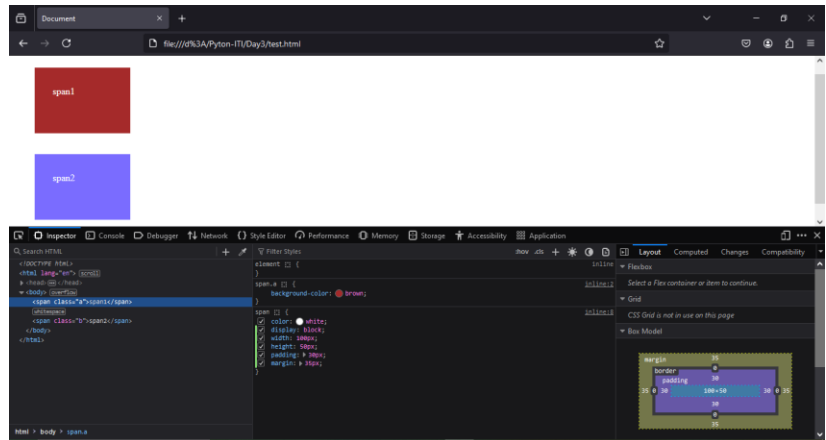 Document
file:///d%3A/Pyton-ITI/Day3/test.html
span1
span2
Inspector Console Debugger Network Style Editor Performance Memory Storage Accessibility Application
Search HTML
Filter Styles
:hov .cls
Layout Computed Changes Compatibility
<!DOCTYPE html>
<html lang="en"> scroll
<head> </head>
<body> overflow
<span class="a">span1</span>
whitespace
<span class="b">span2</span>
</body>
</html>
element { inline
}
span.a { inline:2
background-color: brown;
}
span { inline:8
color: white;
display: block;
width: 100px;
height: 50px;
padding: 30px;
margin: 35px;
}
Flexbox
Select a Flex container or item to continue.
Grid
CSS Grid is not in use on this page
Box Model
margin 35
border 0
padding 30
35 0 30 100×50 30 0 35
30
0
35
html > body > span.a